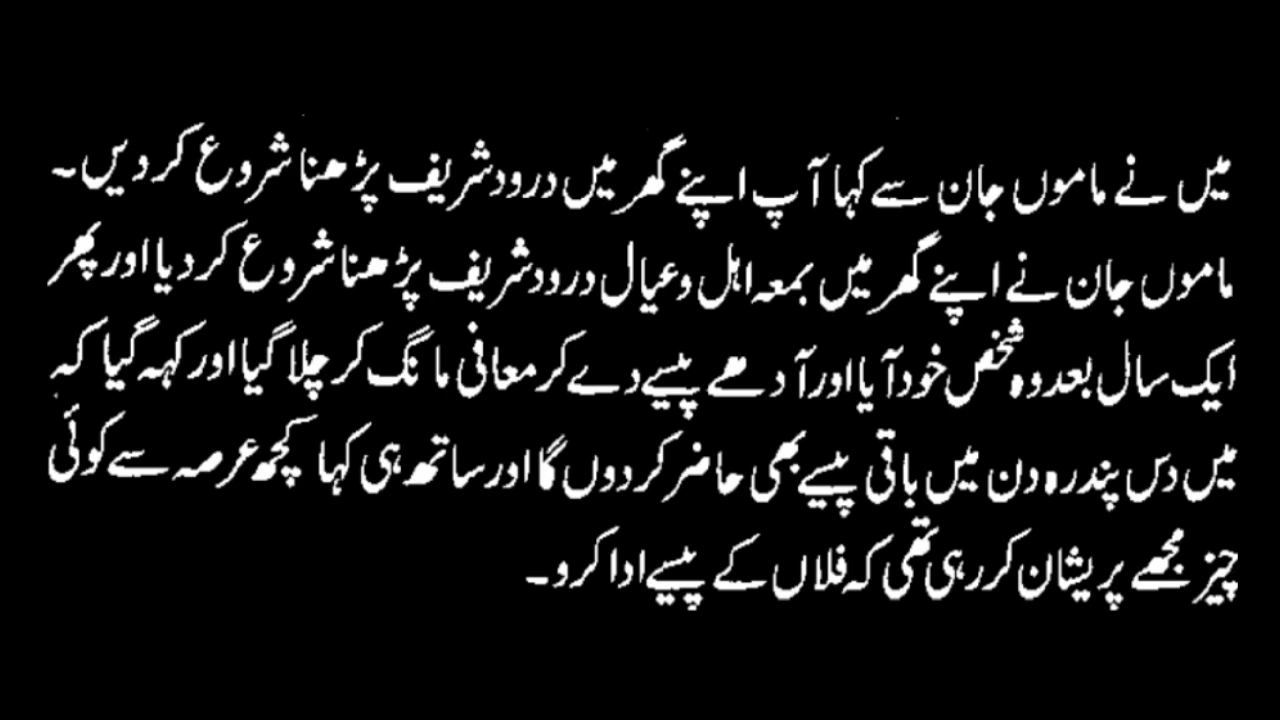 میں نے ماموں جان سے کہا آپ اپنے گھر میں درود شریف پڑھنا شروع کر دیں۔
ماموں جان نے اپنے گھر میں بمعہ اہل و عیال درود شریف پڑھنا شروع کر دیا اور پھر
ایک سال بعد وہ شخص خود آیا اور آدھے پیسے دے کر معافی مانگ کر چلا گیا اور کہہ گیا کہ
میں دس پندرہ دن میں باقی پیسے بھی حاضر کر دوں گا اور ساتھ ہی کہا کچھ عرصہ سے کوئی
چیز مجھے پریشان کر رہی تھی کہ فلاں کے پیسے ادا کرو۔